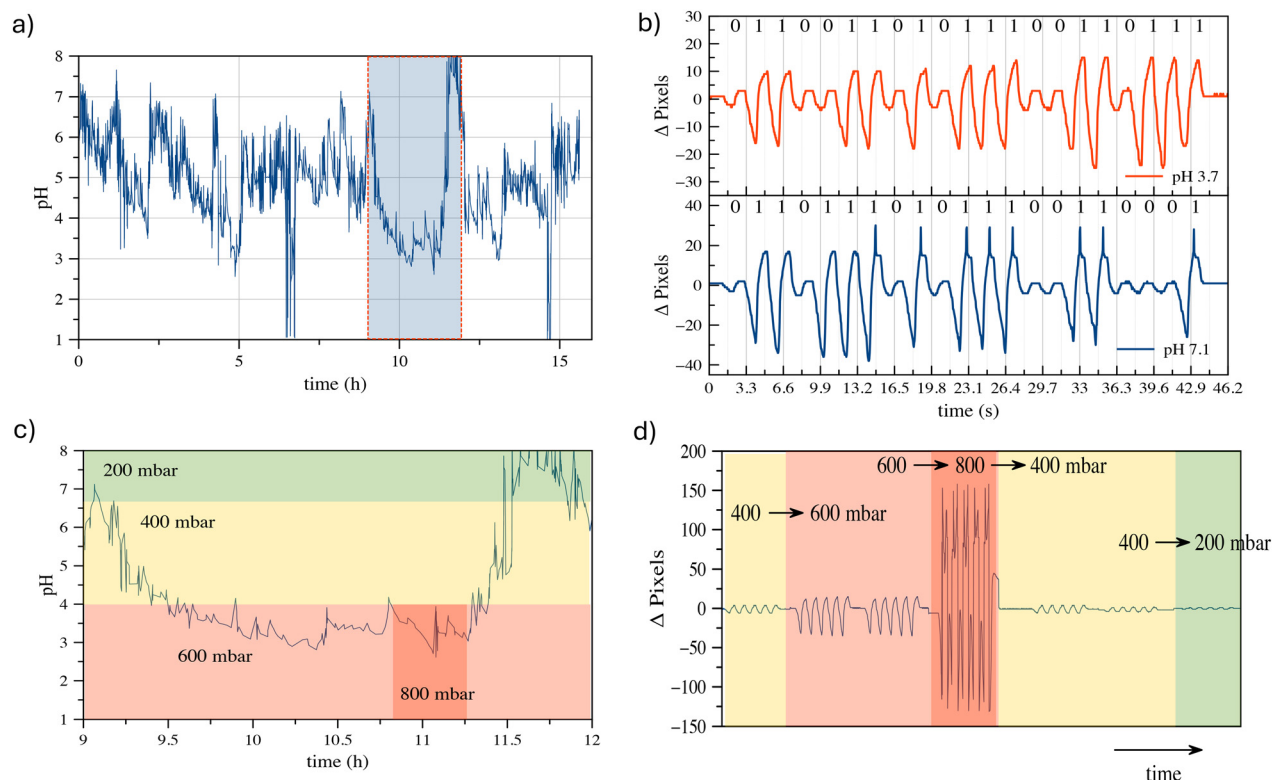 a)
8
7
6
5
4
3
2
1
pH
0 5 10 15
time (h)
b)
0 1 1 0 0 1 1 0 1 0 1 1 1 0 0 1 1 0 1 1 1
30
20
10
0
−10
−20
−30
Δ Pixels
pH 3.7
0 1 1 0 1 1 1 0 1 0 1 1 1 0 0 1 1 0 0 0 1
40
20
0
−20
−40
Δ Pixels
pH 7.1
0 3.3 6.6 9.9 13.2 16.5 19.8 23.1 26.4 29.7 33 36.3 39.6 42.9 46.2
time (s)
c)
8
7
6
5
4
3
2
1
pH
200 mbar
400 mbar
600 mbar
800 mbar
9 9.5 10 10.5 11 11.5 12
time (h)
d)
200
150
100
50
0
−50
−100
−150
Δ Pixels
600 → 800 → 400 mbar
400 → 600 mbar
400 → 200 mbar
time